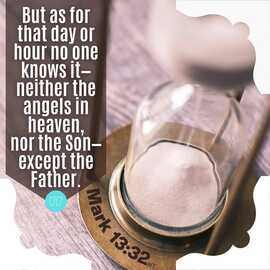 But as for
that day or
hour no one
knows it—
neither the
angels in
heaven,
nor the Son—
except the
Father.
Mark 13:32